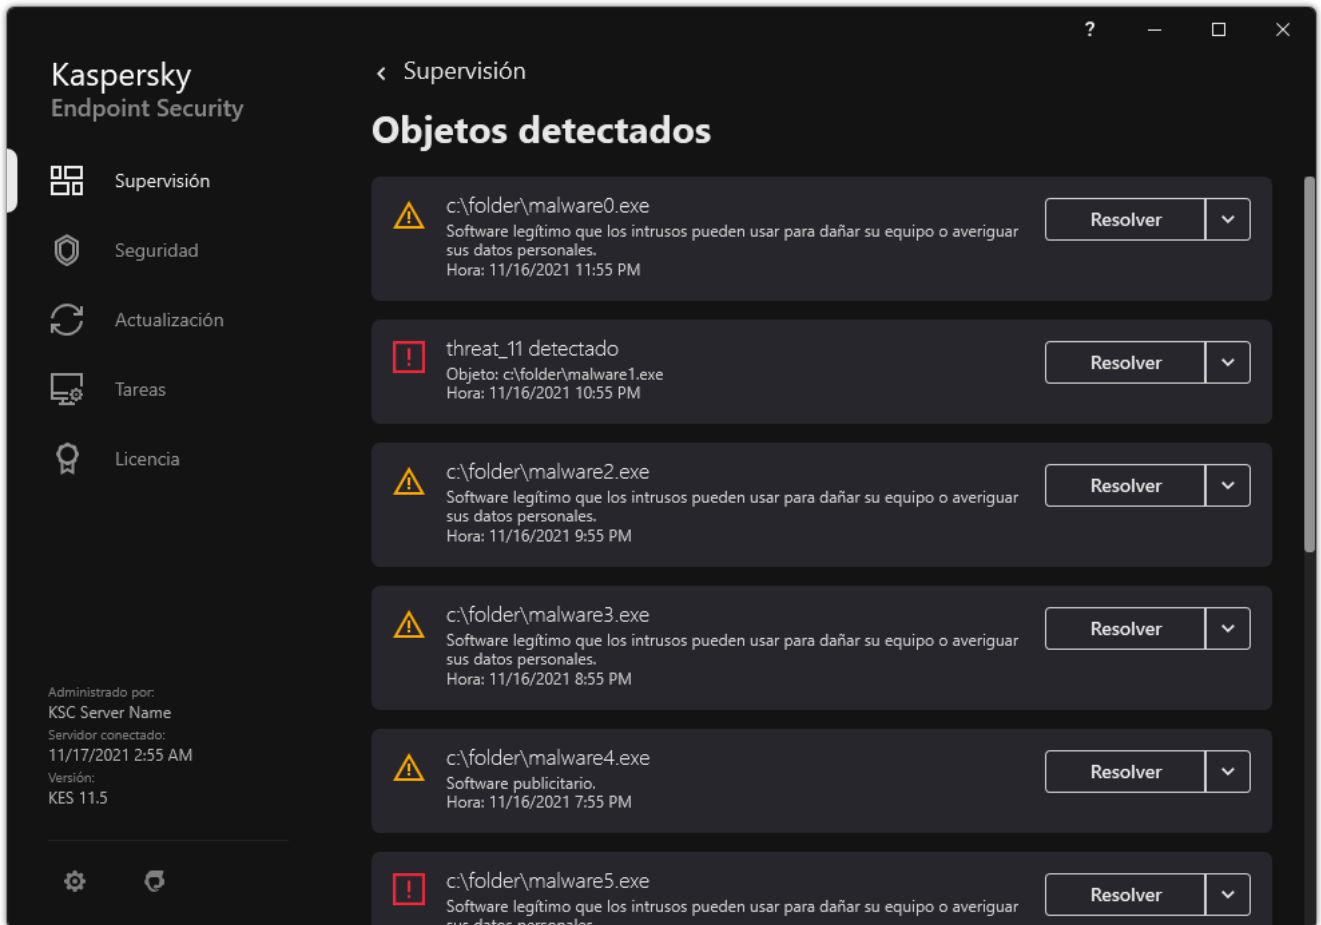 ?
Kaspersky
Endpoint Security
Supervisión
Seguridad
Actualización
Tareas
Licencia
Administrado por:
KSC Server Name
Servidor conectado:
11/17/2021 2:55 AM
Versión:
KES 11.5
Supervisión
Objetos detectados
c:\folder\malware0.exe
Software legítimo que los intrusos pueden usar para dañar su equipo o averiguar
sus datos personales.
Hora: 11/16/2021 11:55 PM
Resolver
threat_11 detectado
Objeto: c:\folder\malware1.exe
Hora: 11/16/2021 10:55 PM
Resolver
c:\folder\malware2.exe
Software legítimo que los intrusos pueden usar para dañar su equipo o averiguar
sus datos personales.
Hora: 11/16/2021 9:55 PM
Resolver
c:\folder\malware3.exe
Software legítimo que los intrusos pueden usar para dañar su equipo o averiguar
sus datos personales.
Hora: 11/16/2021 8:55 PM
Resolver
c:\folder\malware4.exe
Software publicitario.
Hora: 11/16/2021 7:55 PM
Resolver
c:\folder\malware5.exe
Software legítimo que los intrusos pueden usar para dañar su equipo o averiguar
sus datos personales.
Resolver